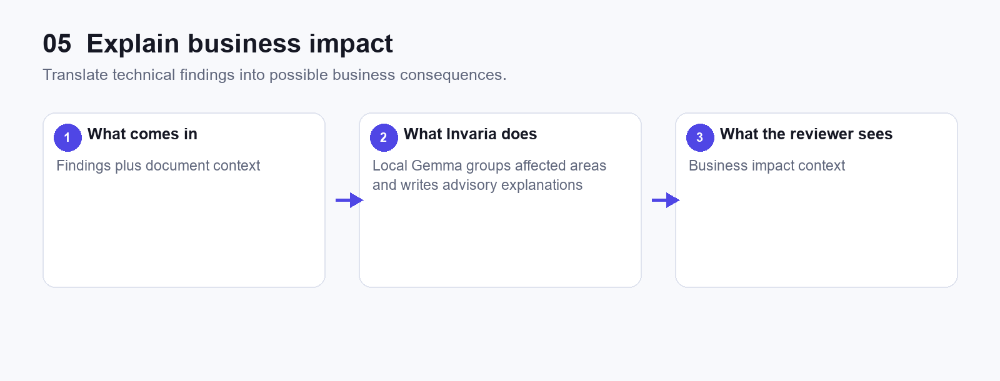 05 Explain business impact
Translate technical findings into possible business consequences.
1 What comes in
Findings plus document context
2 What Invaria does
Local Gemma groups affected areas
and writes advisory explanations
3 What the reviewer sees
Business impact context